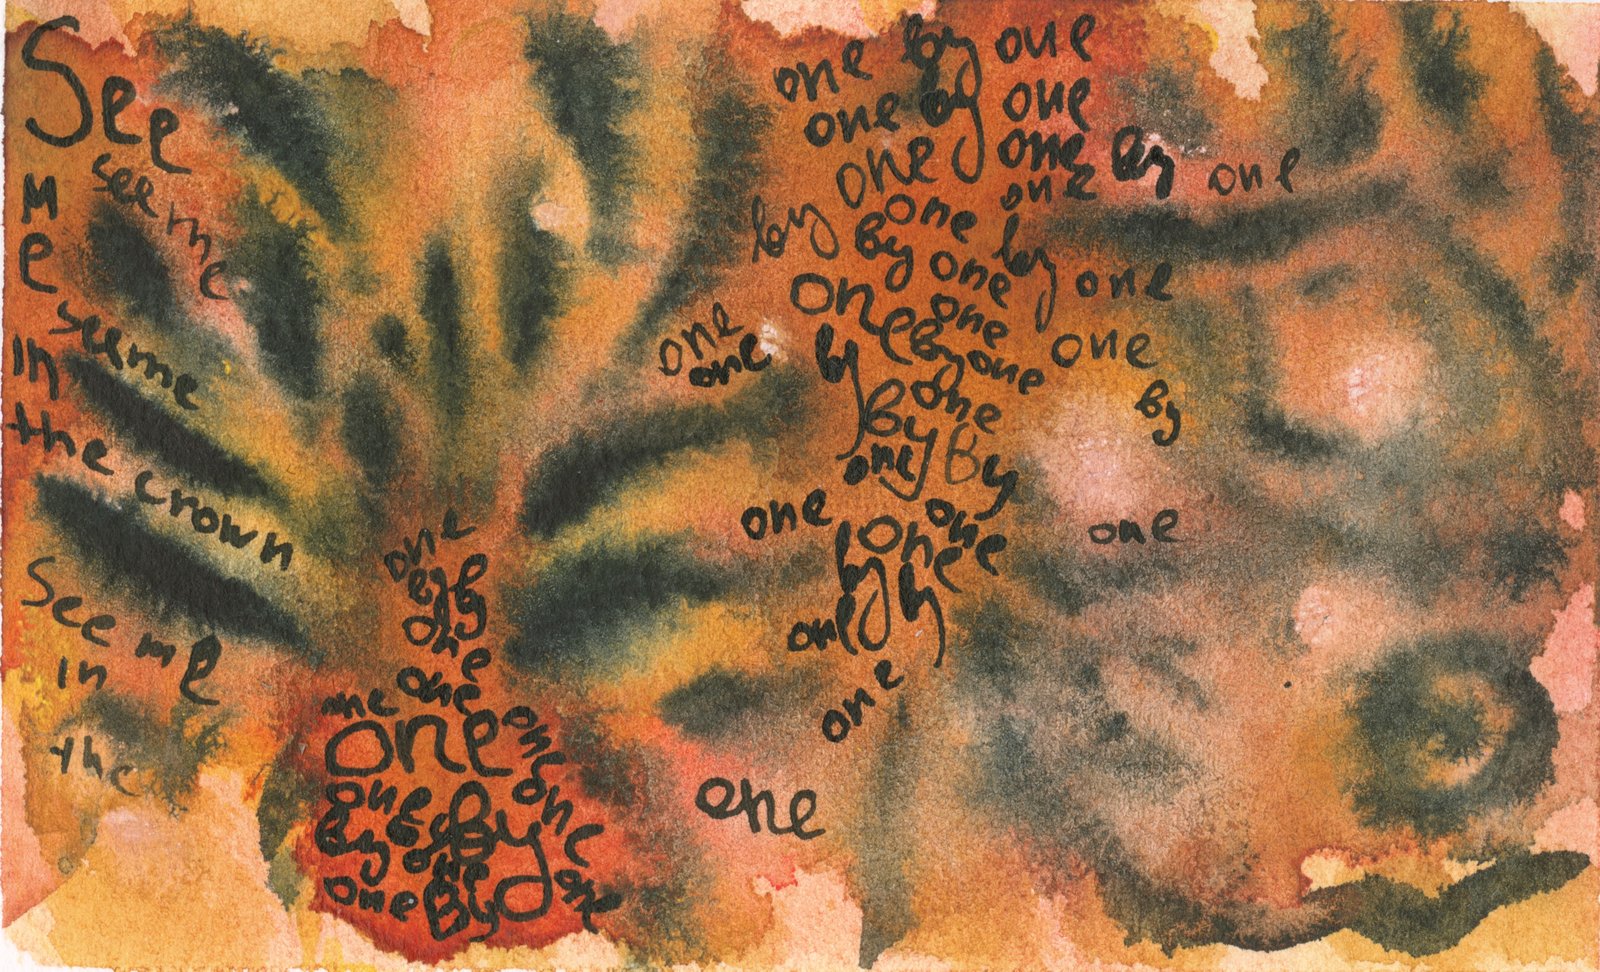 See
see me
Me
see me
in
the crown
See me
in
the
one by one
one by one
one one by one
by one one
by one by one
one one
one one by one one
one by one
by one by
one by
one one one
by one one
by by
one
one
one
one
by
one
one
one one
one one
one by one
by by one
one
one by one